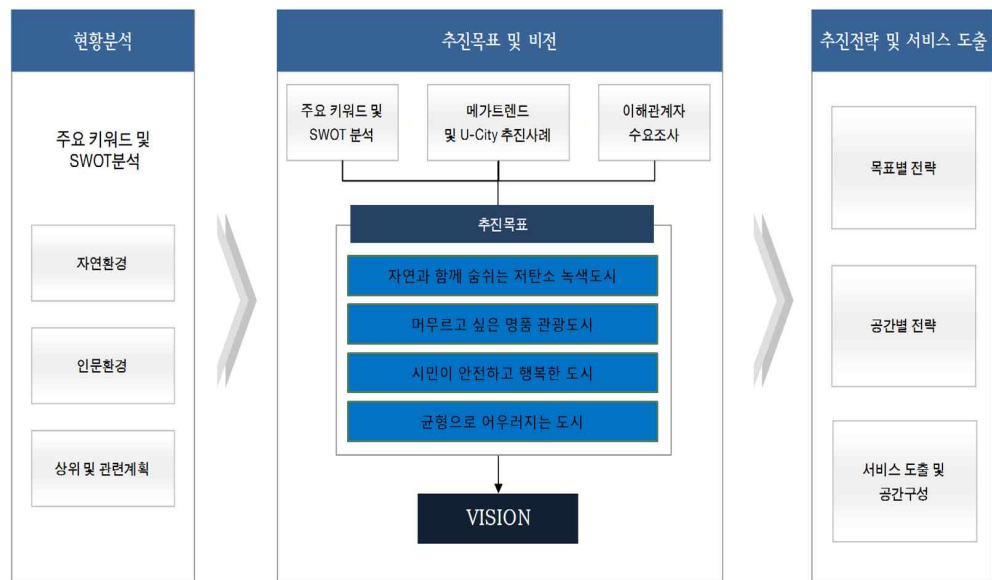 현황분석
주요 키워드 및
SWOT분석
자연환경
인문환경
상위 및 관련계획
추진목표 및 비전
주요 키워드 및
SWOT 분석
메가트렌드
및 U-City 추진사례
이해관계자
수요조사
추진목표
자연과 함께 숨쉬는 저탄소 녹색도시
머무르고 싶은 명품 관광도시
시민이 안전하고 행복한 도시
균형으로 어우러지는 도시
VISION
추진전략 및 서비스 도출
목표별 전략
공간별 전략
서비스 도출 및
공간구성